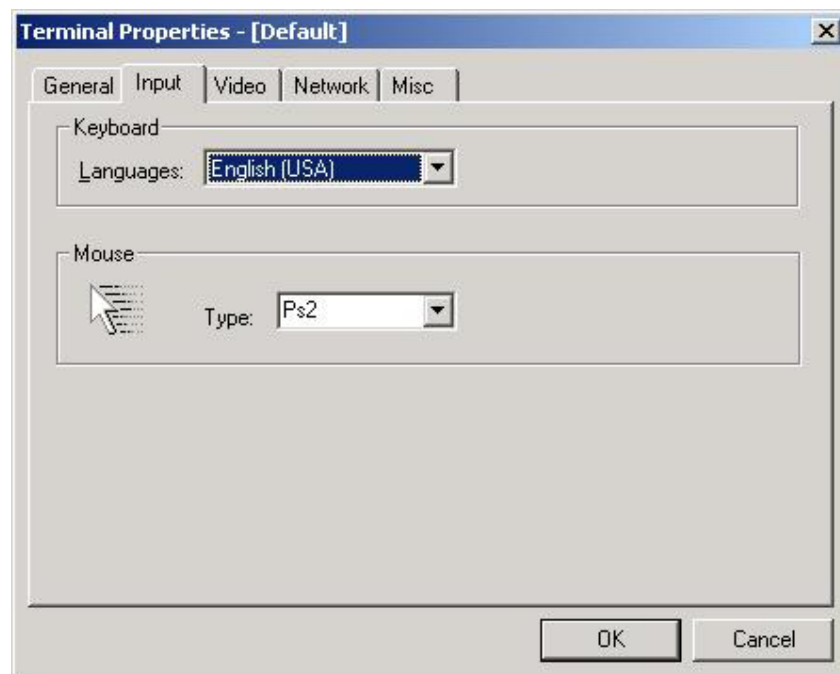 Terminal Properties - [Default]
General Input Video Network Misc
Keyboard
Languages: English (USA)
Mouse
Type: Ps2
OK Cancel